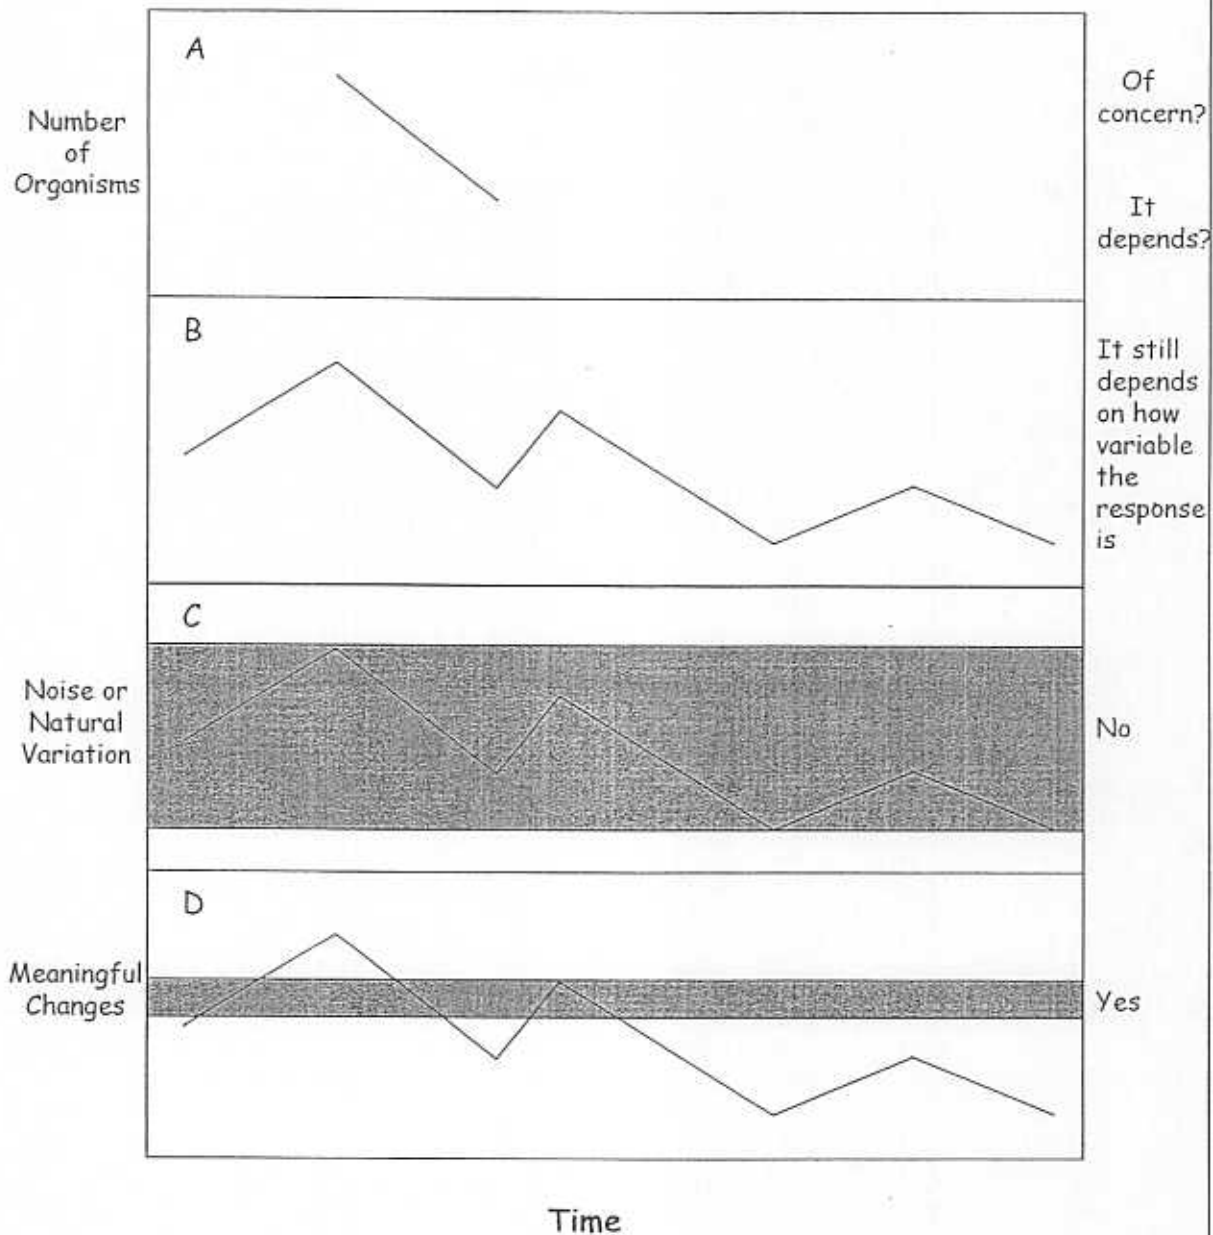 A
Number
of
Organisms
Of
concern?
It
depends?
B
It still
depends
on how
variable
the
response
is
C
Noise or
Natural
Variation
No
D
Meaningful
Changes
Yes
Time